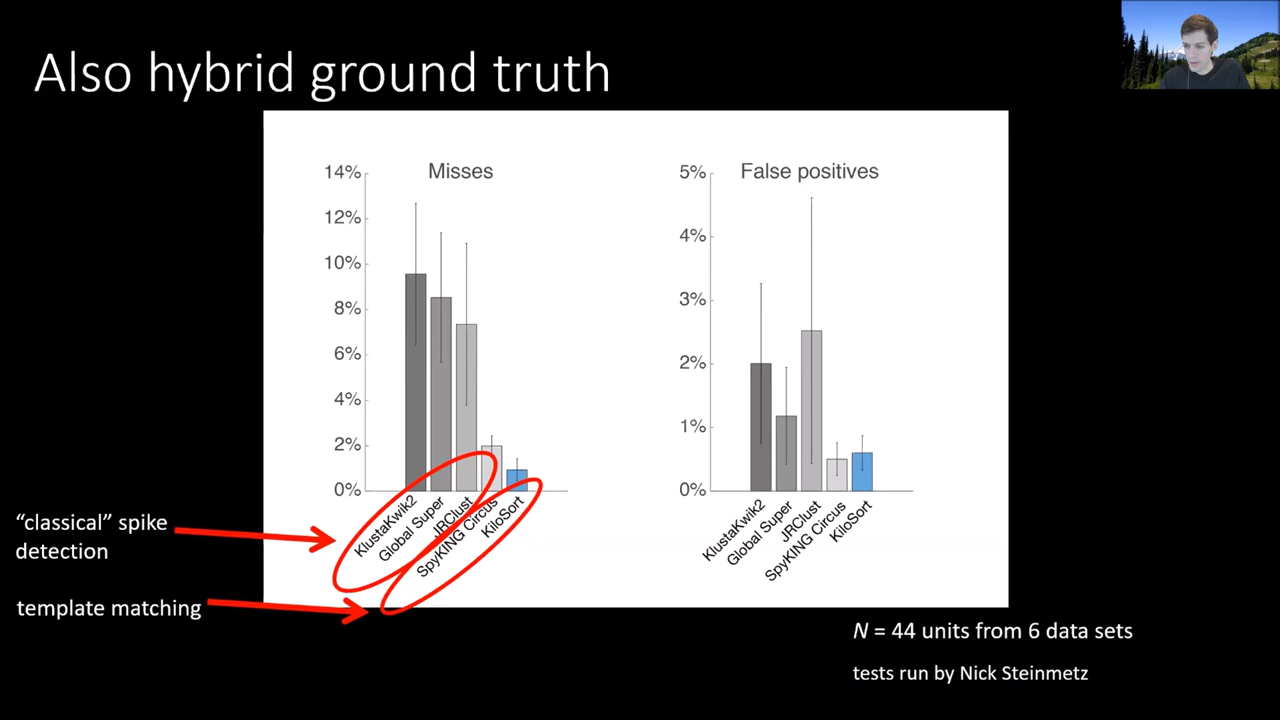 Also hybrid ground truth
Misses
14%
12%
10%
8%
6%
4%
2%
0%
KlustaKwik2
Global Super
JRClust
SpyKING Circus
KiloSort
False positives
5%
4%
3%
2%
1%
0%
KlustaKwik2
Global Super
JRClust
SpyKING Circus
KiloSort
“classical” spike
detection
template matching
N = 44 units from 6 data sets
tests run by Nick Steinmetz